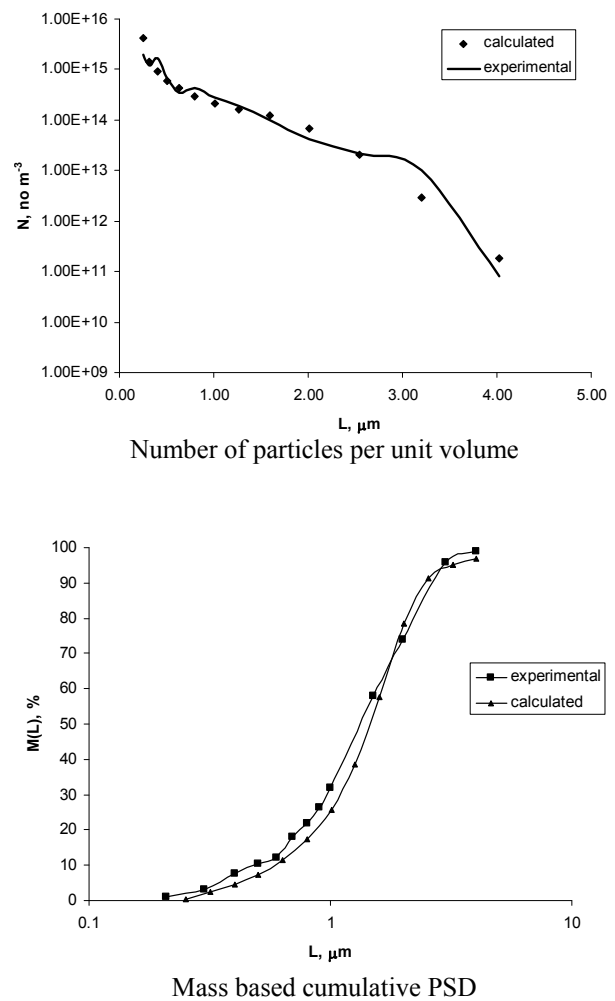 1.00E+16
1.00E+15
1.00E+14
1.00E+13
1.00E+12
1.00E+11
1.00E+10
1.00E+09
N, no m⁻³
calculated
experimental
0.00 1.00 2.00 3.00 4.00 5.00
L, μm
Number of particles per unit volume
100
90
80
70
60
50
40
30
20
10
0
M(L), %
experimental
calculated
0.1 1 10
L, μm
Mass based cumulative PSD